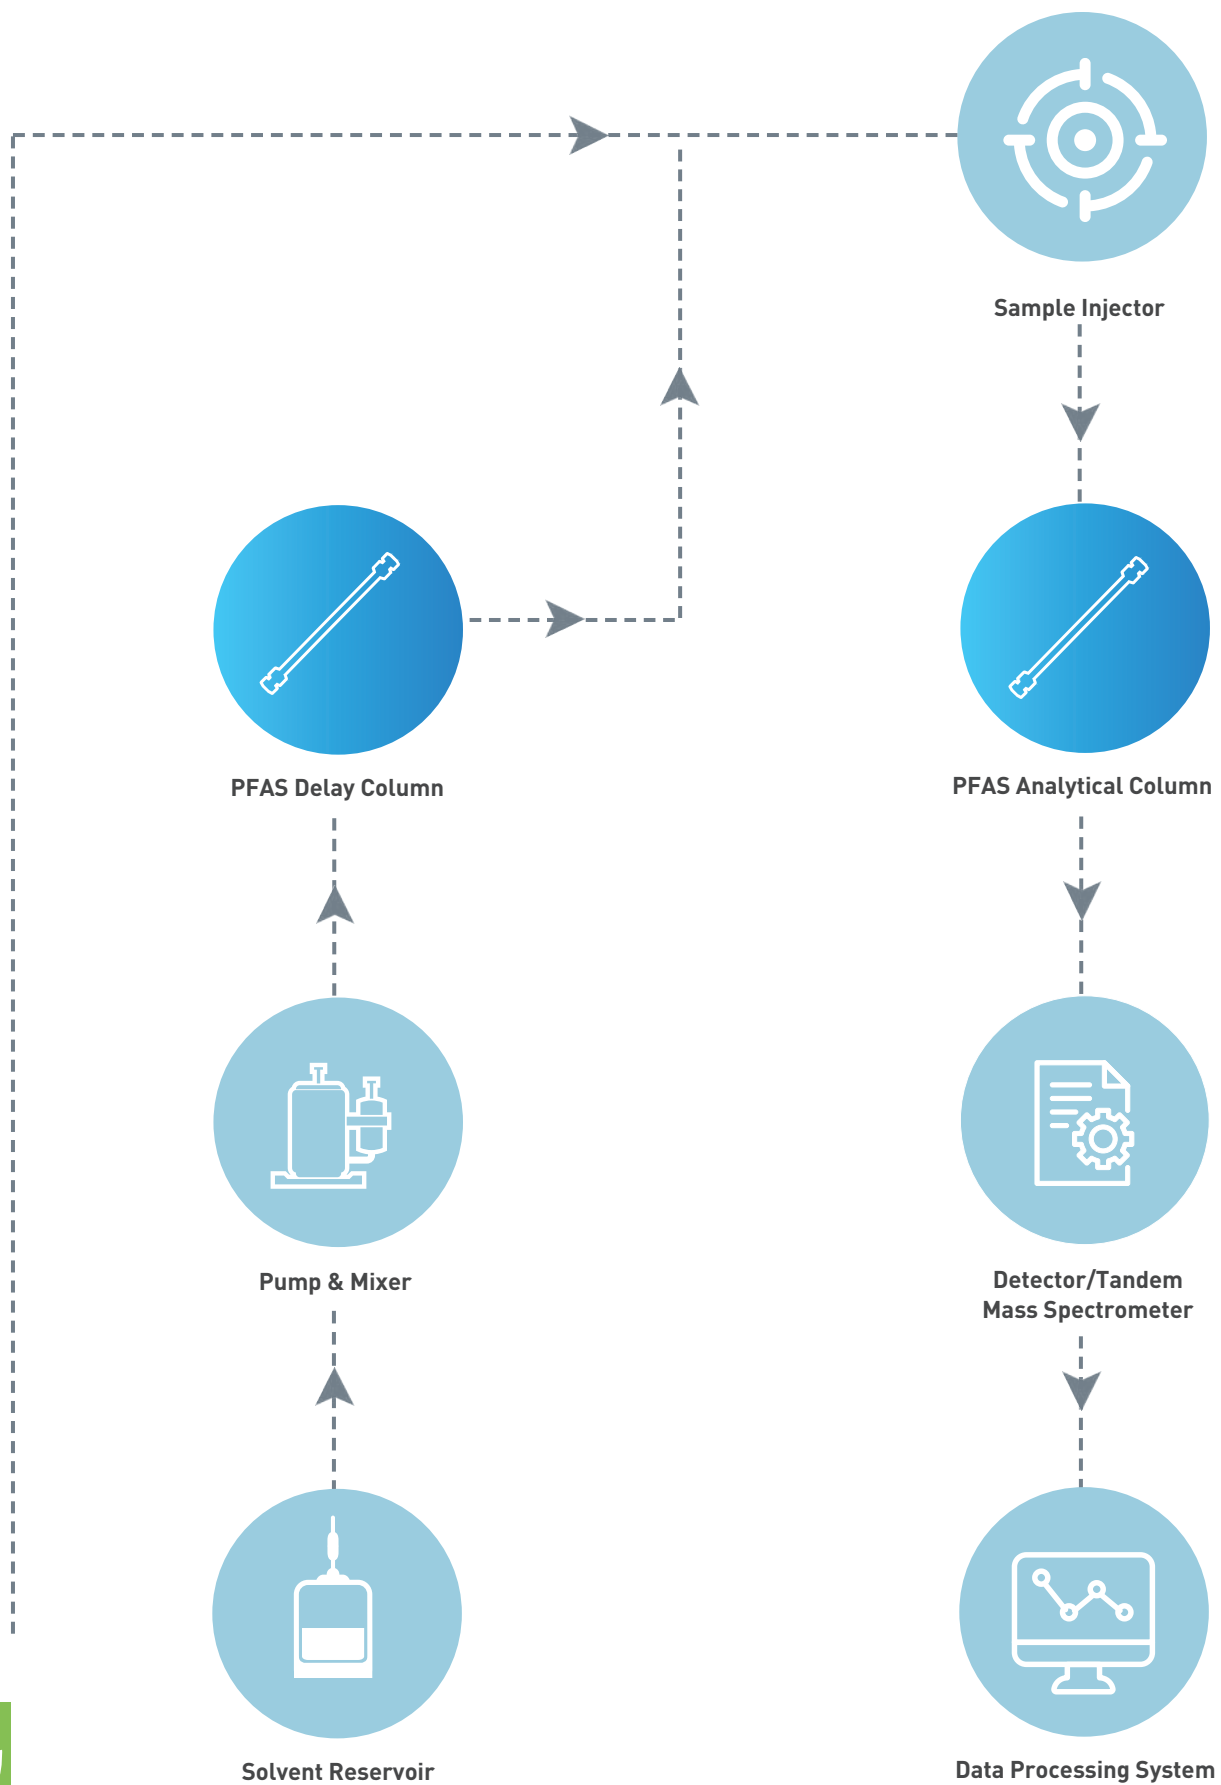 Sample Injector
PFAS Delay Column
PFAS Analytical Column
Pump & Mixer
Detector/Tandem
Mass Spectrometer
Solvent Reservoir
Data Processing System